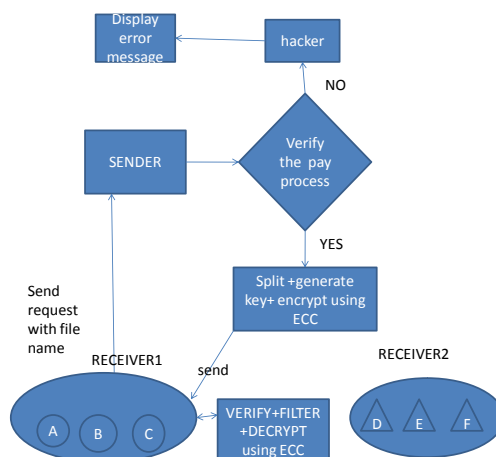 Display
error
message
hacker
NO
Verify
the pay
process
SENDER
YES
Split +generate
key+ encrypt using
ECC
Send
request
with file
name
RECEIVER1
send
RECEIVER2
A
B
C
VERIFY+FILTER
+DECRYPT
using ECC
D
E
F